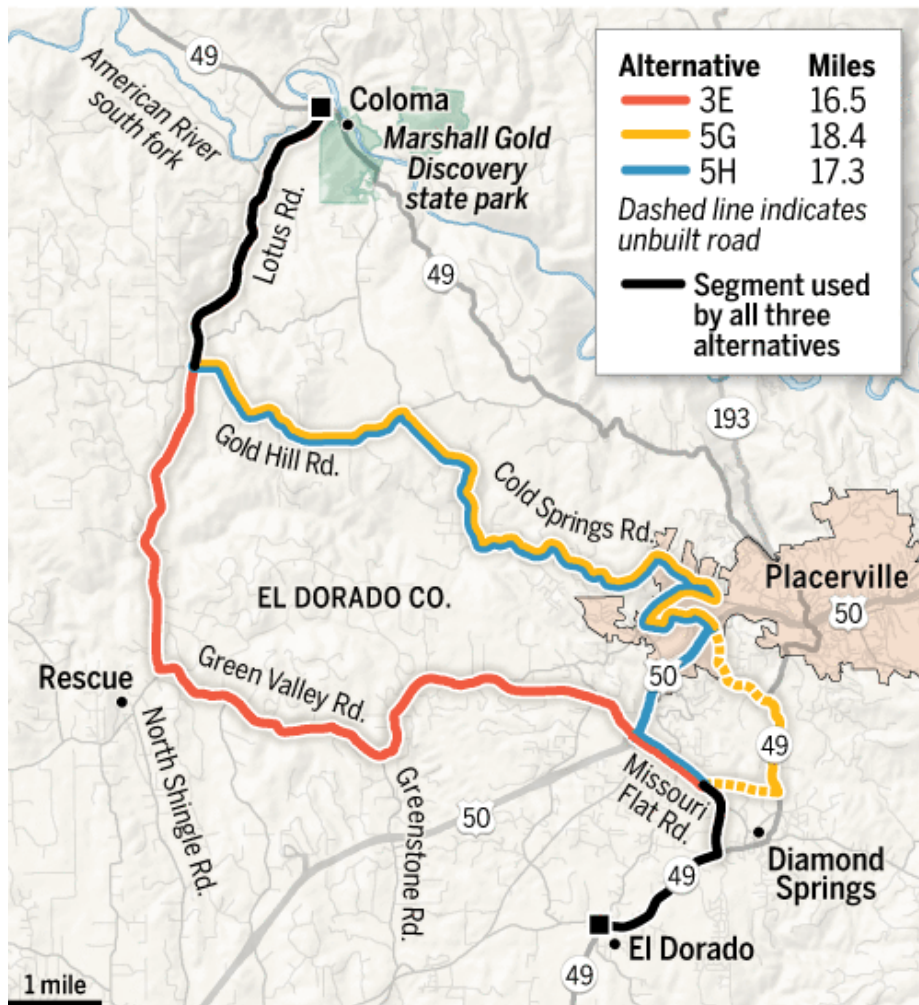 49
American River
south fork
Coloma
Marshall Gold
Discovery
state park
Alternative Miles
3E 16.5
5G 18.4
5H 17.3
Dashed line indicates
unbuilt road
Segment used
by all three
alternatives
Lotus Rd.
49
193
Gold Hill Rd.
Cold Springs Rd.
Placerville
50
EL DORADO CO.
Green Valley Rd.
50
Rescue
North Shingle Rd.
49
Greenstone Rd.
50
Missouri
Flat Rd.
Diamond
Springs
49
El Dorado
49
1 mile